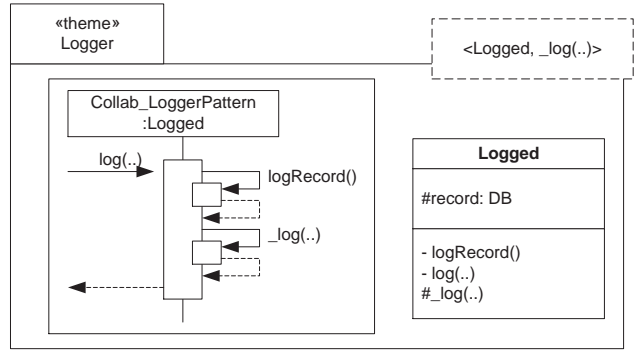 «theme»
Logger
<Logged, _log(..)>
Collab_LoggerPattern
:Logged
log(..)
logRecord()
_log(..)
Logged
#record: DB
- logRecord()
- log(..)
#_log(..)